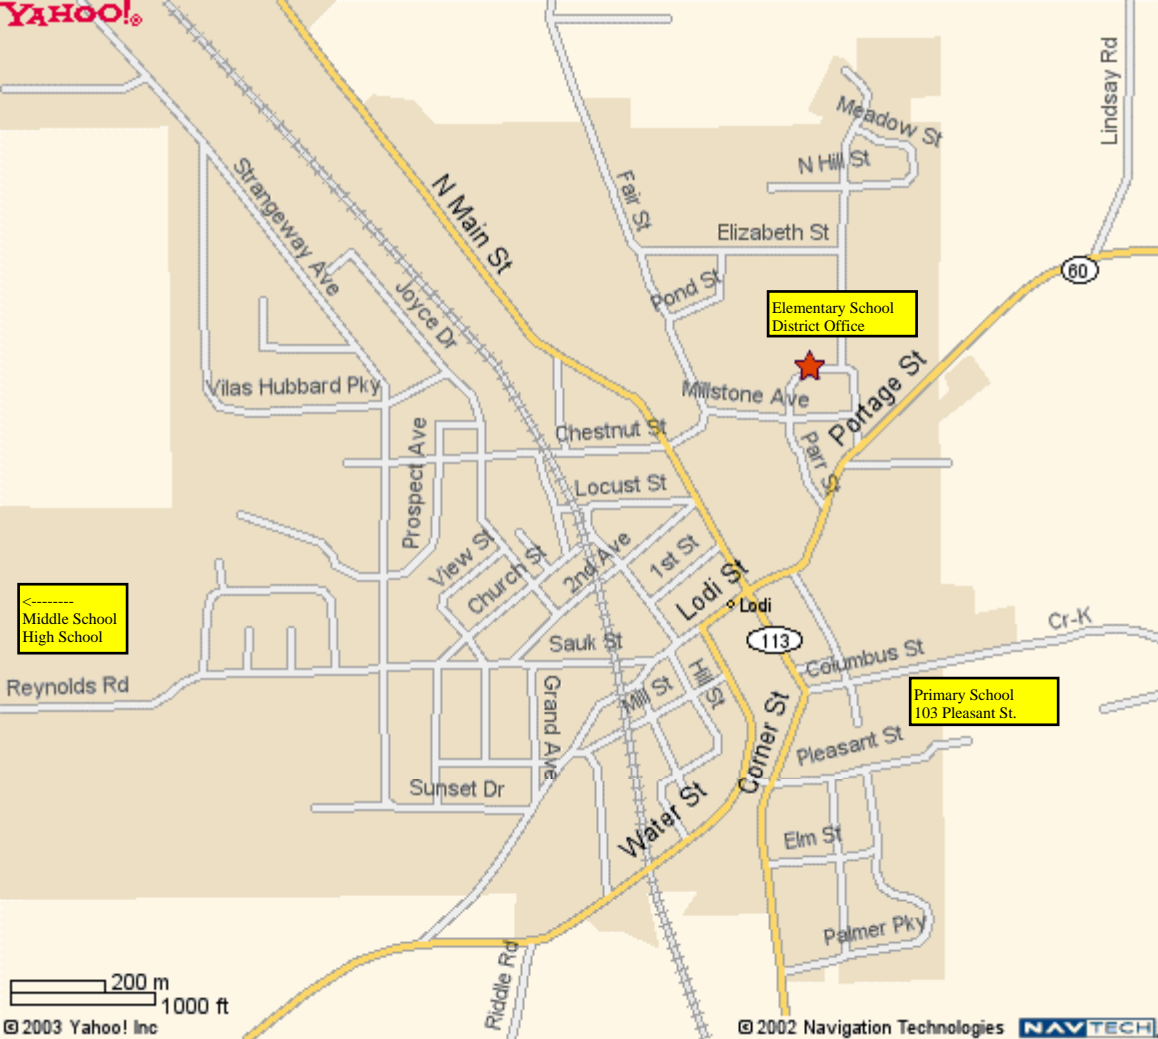 YAHOO!®
Lindsay Rd
Meadow St
N Hill St
Strangeway Ave
N Main St
Fair St
Elizabeth St
60
Pond St
Joyce Dr
Elementary School
District Office
Vilas Hubbard Pky
Millstone Ave
Portage St
Chestnut St
Prospect Ave
Parr St
Locust St
View St
Church St
2nd Ave
1st St
Lodi St
Lodi
<--------
Middle School
High School
113
Cr-K
Sauk St
Columbus St
Reynolds Rd
Grand Ave
Mill St
Hill St
Corner St
Primary School
103 Pleasant St.
Pleasant St
Sunset Dr
Water St
Elm St
Palmer Pky
Riddle Rd
200 m
1000 ft
© 2003 Yahoo! Inc
© 2002 Navigation Technologies
NAVTECH